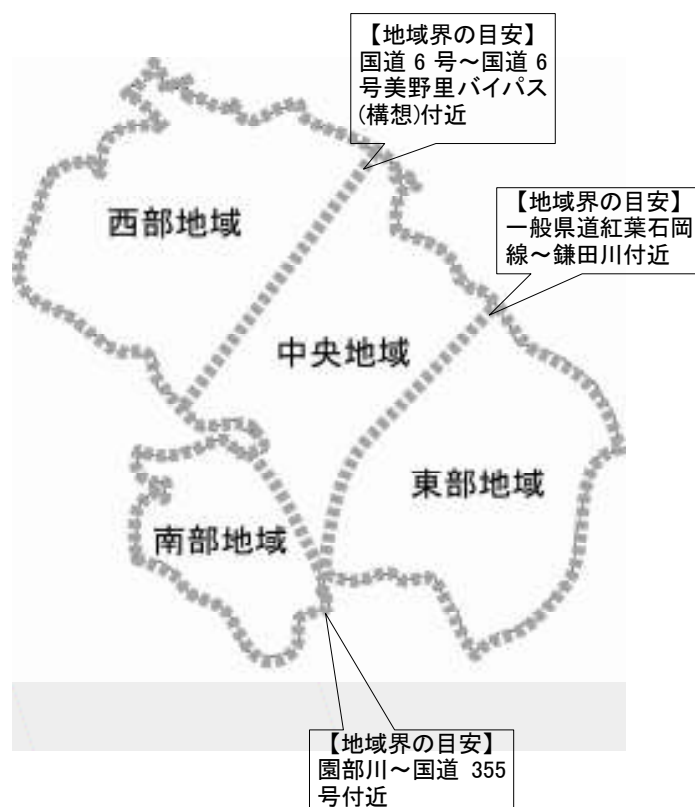 【地域界の目安】
国道 6 号～国道 6
号美野里バイパス
(構想)付近
【地域界の目安】
一般県道紅葉石岡
線～鎌田川付近
西部地域
中央地域
東部地域
南部地域
【地域界の目安】
園部川～国道 355
号付近